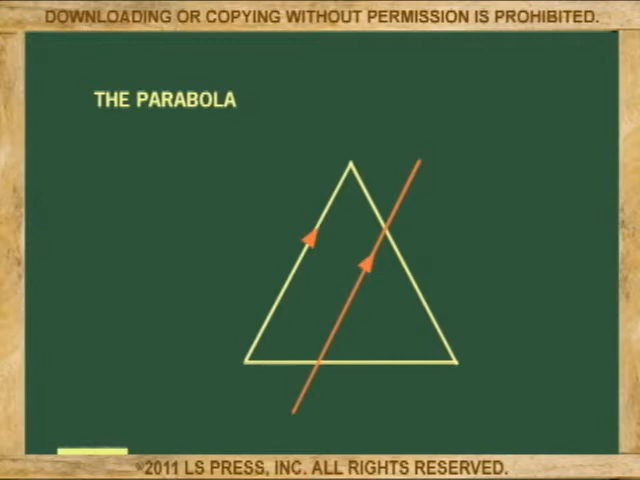 DOWNLOADING OR COPYING WITHOUT PERMISSION IS PROHIBITED.
THE PARABOLA
©2011 LS PRESS, INC. ALL RIGHTS RESERVED.